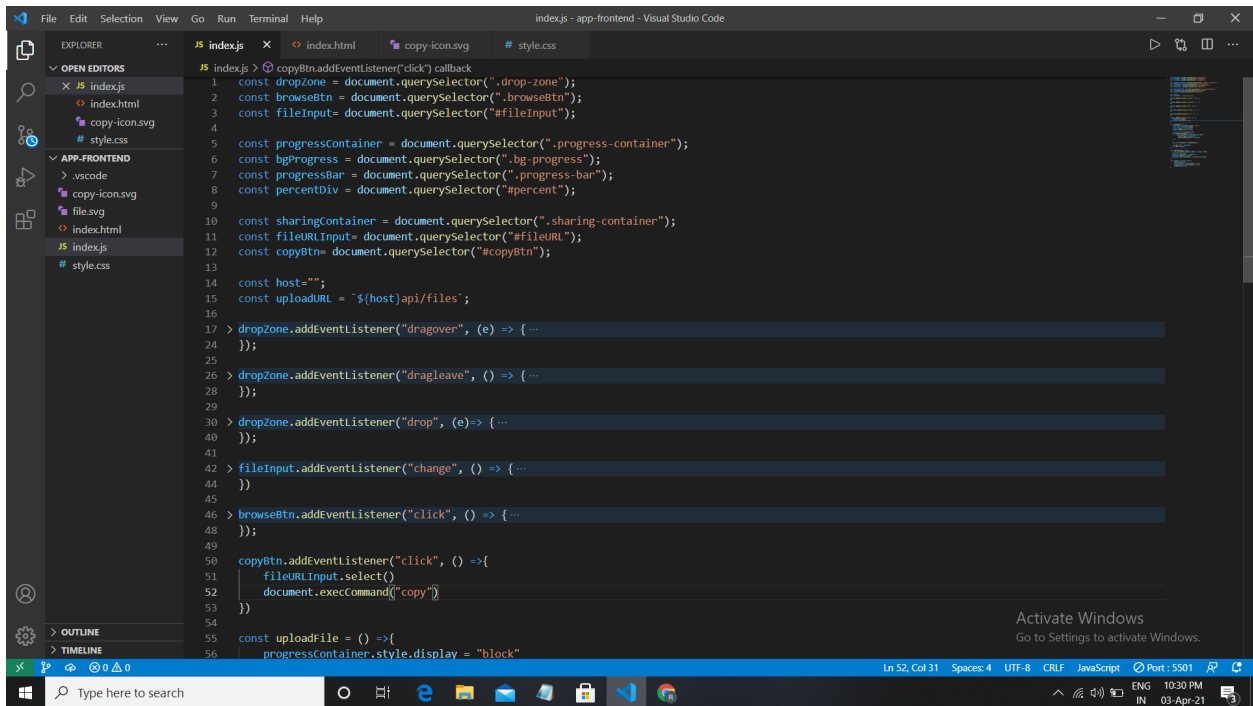 File Edit Selection View Go Run Terminal Help index.js - app-frontend - Visual Studio Code
EXPLORER ···
OPEN EDITORS
JS index.js
<> index.html
copy-icon.svg
# style.css
APP-FRONTEND
.vscode
copy-icon.svg
file.svg
<> index.html
JS index.js
# style.css
OUTLINE
TIMELINE
JS index.js <> index.html copy-icon.svg # style.css
JS index.js > copyBtn.addEventListener("click") callback
1 const dropZone = document.querySelector(".drop-zone");
2 const browseBtn = document.querySelector(".browseBtn");
3 const fileInput= document.querySelector("#fileInput");
4
5 const progressContainer = document.querySelector(".progress-container");
6 const bgProgress = document.querySelector(".bg-progress");
7 const progressBar = document.querySelector(".progress-bar");
8 const percentDiv = document.querySelector("#percent");
9
10 const sharingContainer = document.querySelector(".sharing-container");
11 const fileURLInput= document.querySelector("#fileURL");
12 const copyBtn= document.querySelector("#copyBtn");
13
14 const host="";
15 const uploadURL = `${host}api/files`;
16
17 > dropZone.addEventListener("dragover", (e) => { ···
24 });
25
26 > dropZone.addEventListener("dragleave", () => { ···
28 });
29
30 > dropZone.addEventListener("drop", (e)=> { ···
40 });
41
42 > fileInput.addEventListener("change", () => { ···
44 })
45
46 > browseBtn.addEventListener("click", () => { ···
48 });
49
50 copyBtn.addEventListener("click", () =>{
51 fileURLInput.select()
52 document.execCommand("copy")
53 })
54
55 const uploadFile = () =>{
56 progressContainer.style.display = "block"
Activate Windows
Go to Settings to activate Windows.
0 0 Ln 52, Col 31 Spaces: 4 UTF-8 CRLF JavaScript Port : 5501
Type here to search
ENG 10:30 PM
IN 03-Apr-21 3